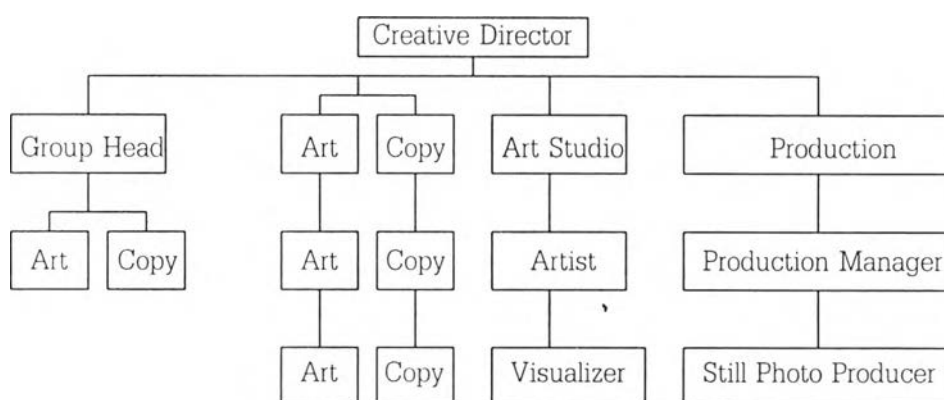 Creative Director
Group Head Art Copy Art Studio Production
Art Copy Art Copy Artist Production Manager
Art Copy Visualizer Still Photo Producer